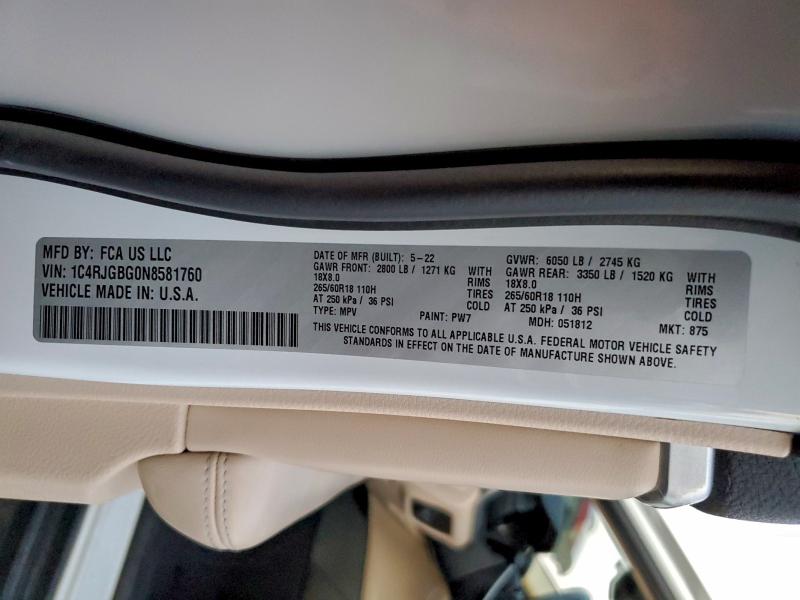 MFD BY: FCA US LLC
VIN: 1C4RJGBG0N8581760
VEHICLE MADE IN: U.S.A.
DATE OF MFR (BUILT): 5-22
GAWR FRONT: 2800 LB / 1271 KG WITH
18X8.0 RIMS
265/60R18 110H TIRES
AT 250 kPa / 36 PSI COLD
TYPE: MPV PAINT: PW7
GVWR: 6050 LB / 2745 KG
GAWR REAR: 3350 LB / 1520 KG WITH
18X8.0 RIMS
265/60R18 110H TIRES
AT 250 kPa / 36 PSI COLD
MDH: 051812 MKT: 875
THIS VEHICLE CONFORMS TO ALL APPLICABLE U.S.A. FEDERAL MOTOR VEHICLE SAFETY
STANDARDS IN EFFECT ON THE DATE OF MANUFACTURE SHOWN ABOVE.